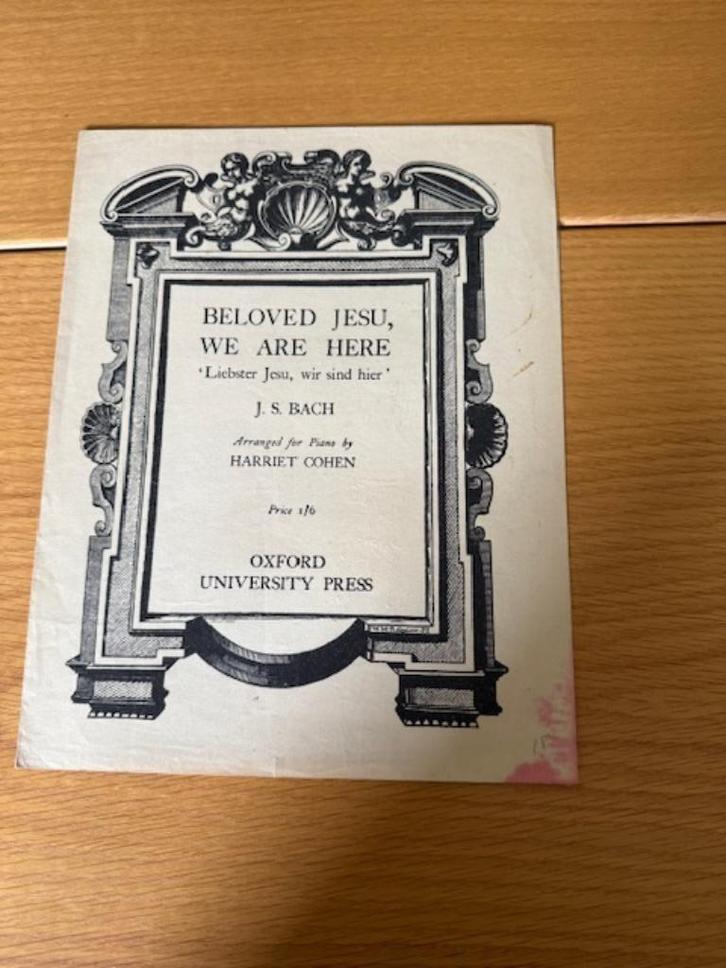 BELOVED JESU,
WE ARE HERE
‘Liebster Jesu, wir sind hier’
J. S. BACH
Arranged for Piano by
HARRIET COHEN
Price 1/6
OXFORD
UNIVERSITY PRESS